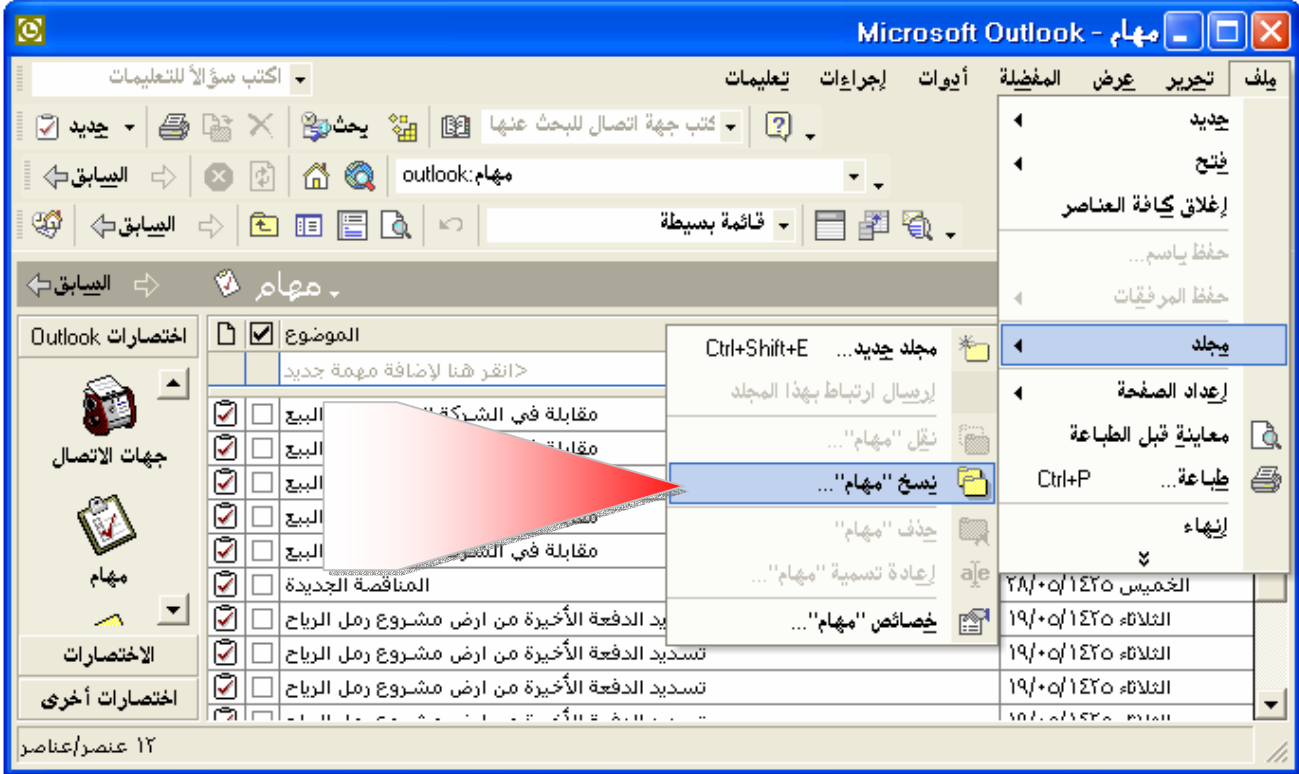 مهام - Microsoft Outlook
ملف تحرير عرض المفضلة أدوات إجراءات تعليمات
اكتب سؤالاً للتعليمات
جديد
بحث
كتب جهة اتصال للبحث عنها
السابق
outlook:مهام
السابق
قائمة بسيطة
السابق
مهام
اختصارات Outlook
جهات الاتصال
مهام
الاختصارات
اختصارات أخرى
الموضوع
<انقر هنا لإضافة مهمة جديد
مقابلة في الشركة البيع
البيع
البيع
البيع
مقابلة في الشركة البيع
المناقصة الجديدة
الخميس ٢٨/٠٥/١٤٢٥
يد الدفعة الأخيرة من ارض مشروع رمل الرياح
الثلاثاء ١٩/٠٥/١٤٢٥
تسديد الدفعة الأخيرة من ارض مشروع رمل الرياح
الثلاثاء ١٩/٠٥/١٤٢٥
تسديد الدفعة الأخيرة من ارض مشروع رمل الرياح
الثلاثاء ١٩/٠٥/١٤٢٥
جديد
فتح
إغلاق كافة العناصر
حفظ باسم...
حفظ المرفقات
مجلد
إعداد الصفحة
معاينة قبل الطباعة
طباعة... Ctrl+P
إنهاء
مجلد جديد... Ctrl+Shift+E
إرسال ارتباط بهذا المجلد
نقل "مهام"...
نسخ "مهام"...
حذف "مهام"
إعادة تسمية "مهام"...
خصائص "مهام"...
١٢ عنصر/عناصر